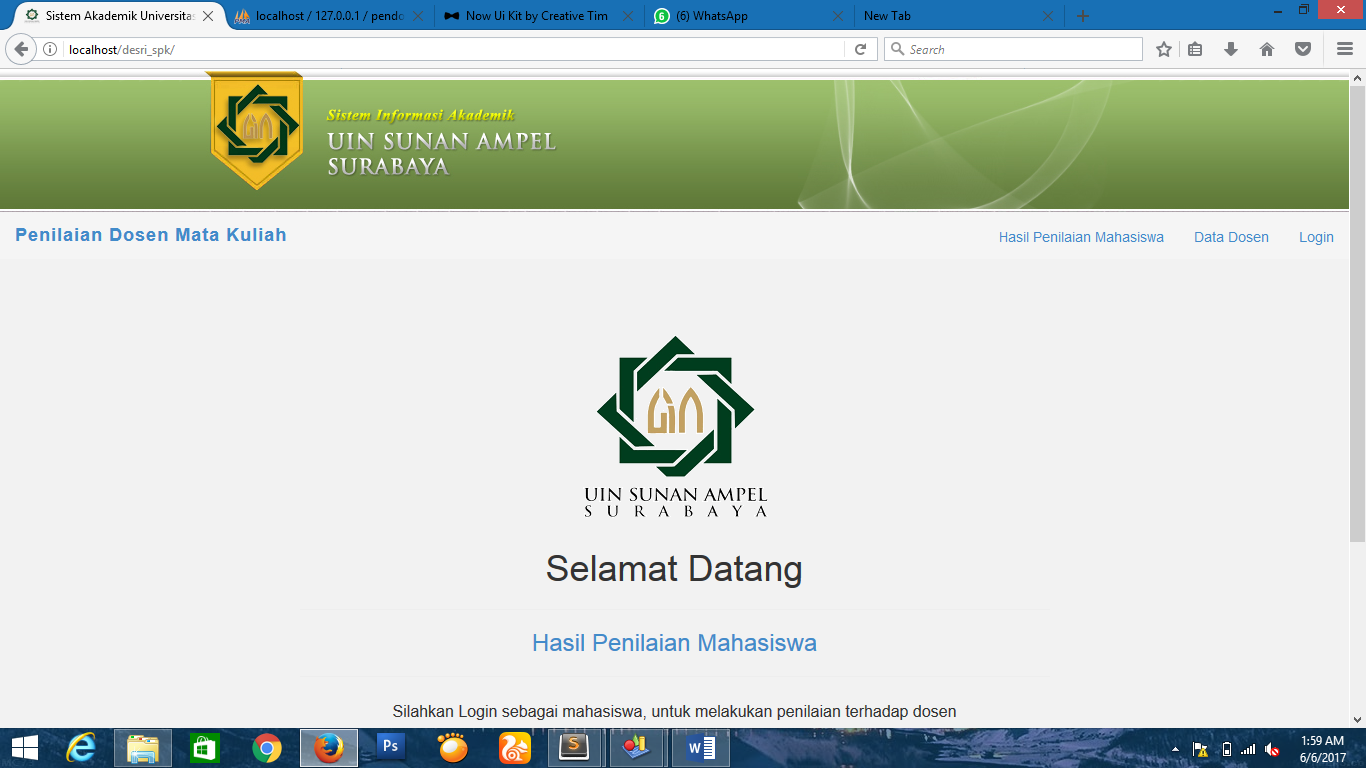 Sistem Akademik Universitas
localhost / 127.0.0.1 / pendo
Now Ui Kit by Creative Tim
(6) WhatsApp
New Tab
localhost/desri_spk/
Search
Sistem Informasi Akademik
UIN SUNAN AMPEL
SURABAYA
Penilaian Dosen Mata Kuliah
Hasil Penilaian Mahasiswa
Data Dosen
Login
UIN SUNAN AMPEL
SURABAYA
Selamat Datang
Hasil Penilaian Mahasiswa
Silahkan Login sebagai mahasiswa, untuk melakukan penilaian terhadap dosen
1:59 AM
6/6/2017